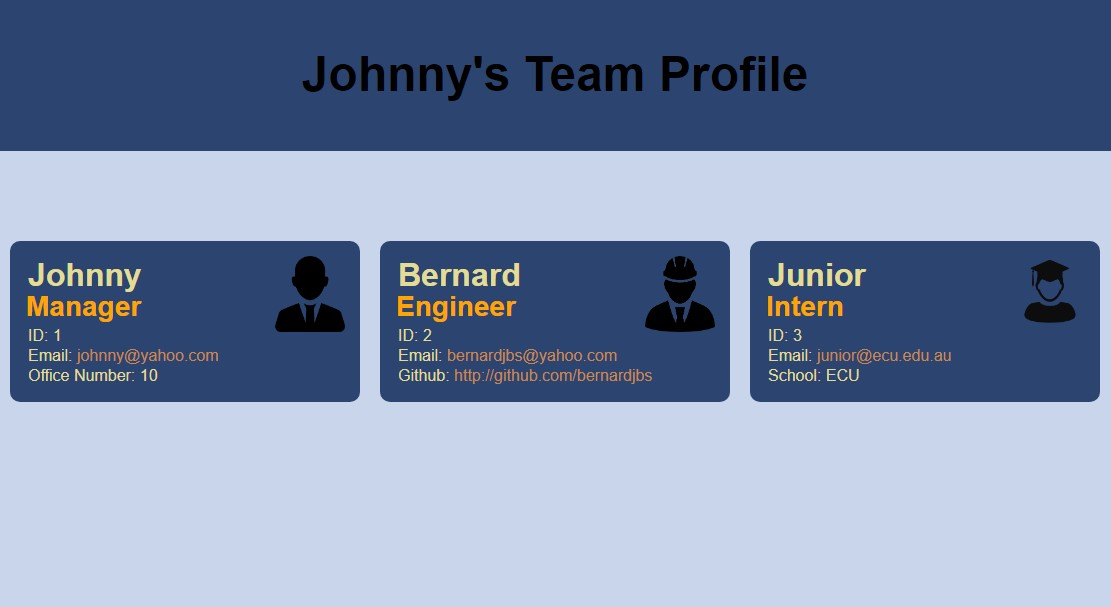 Johnny's Team Profile
Johnny
Manager
ID: 1
Email: johnny@yahoo.com
Office Number: 10
Bernard
Engineer
ID: 2
Email: bernardjbs@yahoo.com
Github: http://github.com/bernardjbs
Junior
Intern
ID: 3
Email: junior@ecu.edu.au
School: ECU